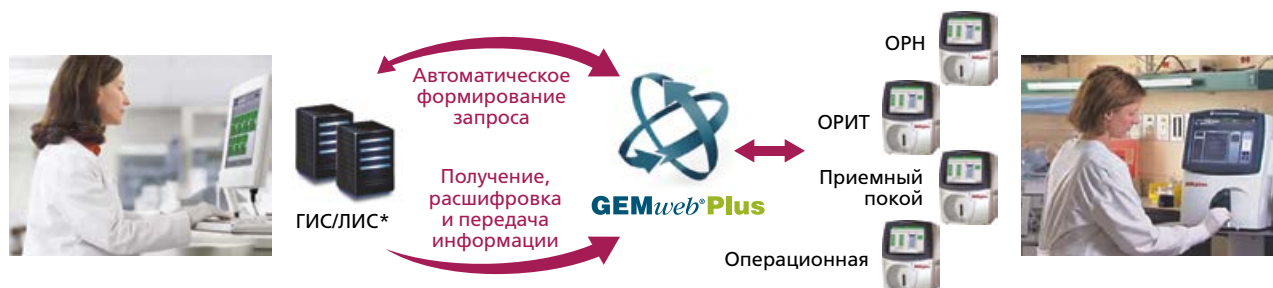 Автоматическое
формирование
запроса
Получение,
расшифровка
и передача
информации
ГИС/ЛИС*
GEMweb®Plus
ОРН
ОРИТ
Приемный
покой
Операционная